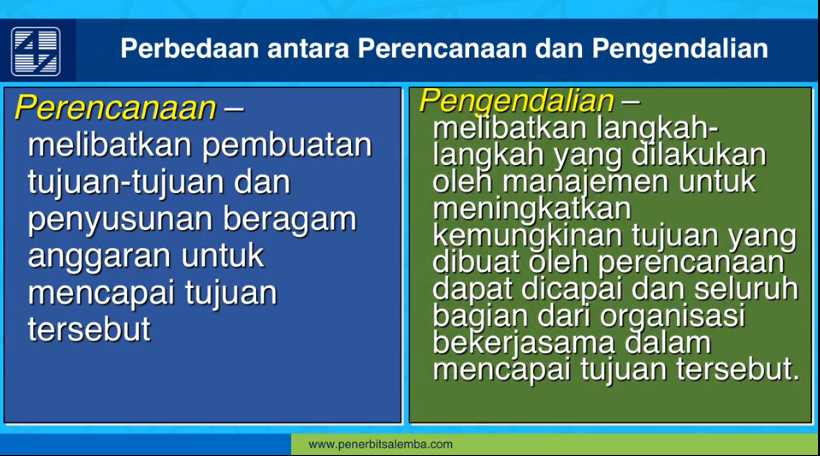 Perbedaan antara Perencanaan dan Pengendalian
Perencanaan –
melibatkan pembuatan
tujuan-tujuan dan
penyusunan beragam
anggaran untuk
mencapai tujuan
tersebut
Pengendalian –
melibatkan langkah-
langkah yang dilakukan
oleh manajemen untuk
meningkatkan
kemungkinan tujuan yang
dibuat oleh perencanaan
dapat dicapai dan seluruh
bagian dari organisasi
bekerjasama dalam
mencapai tujuan tersebut.
www.penerbitsalemba.com